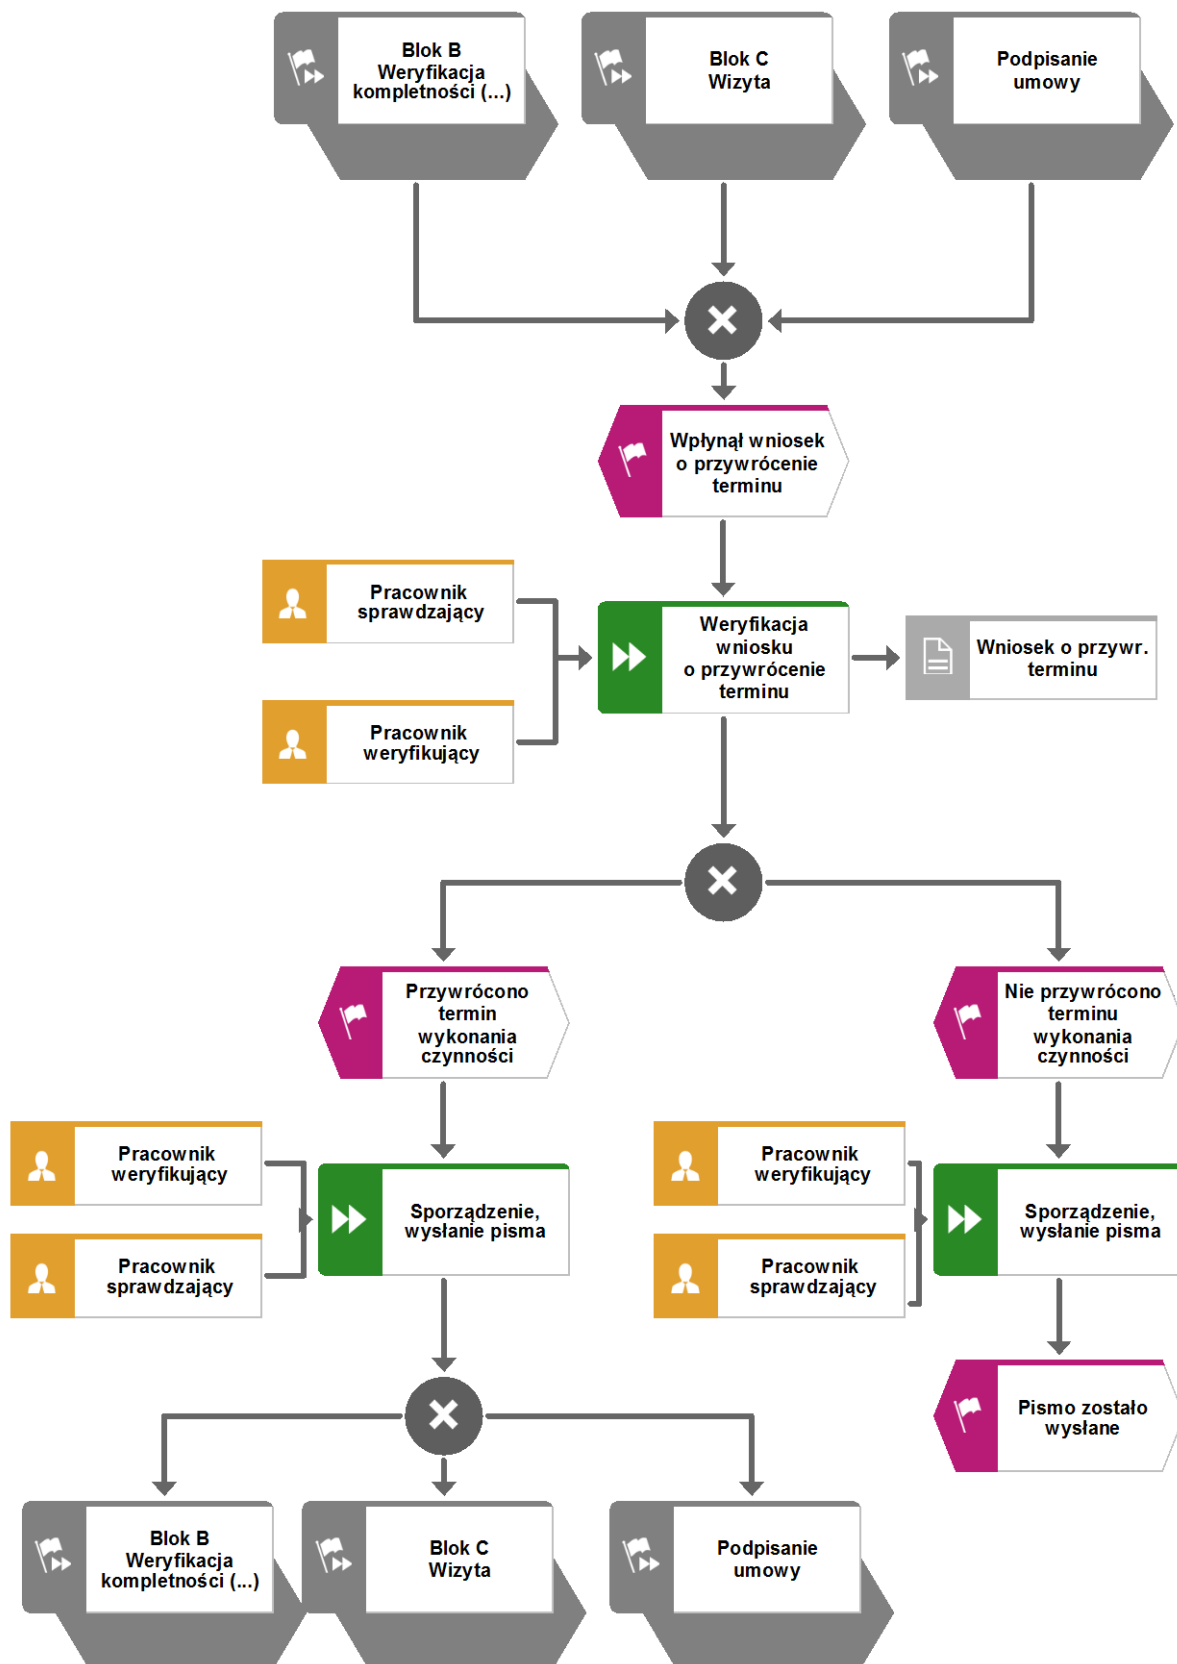 Blok B
Weryfikacja
kompletności (...)
Blok C
Wizyta
Podpisanie
umowy
Wpłynął wniosek
o przywrócenie
terminu
Pracownik
sprawdzający
Weryfikacja
wniosku
o przywrócenie
terminu
Wniosek o przywr.
terminu
Pracownik
weryfikujący
Przywrócono
termin
wykonania
czynności
Nie przywrócono
terminu
wykonania
czynności
Pracownik
weryfikujący
Sporządzenie,
wysłanie pisma
Pracownik
sprawdzający
Pracownik
weryfikujący
Sporządzenie,
wysłanie pisma
Pracownik
sprawdzający
Pismo zostało
wysłane
Blok B
Weryfikacja
kompletności (...)
Blok C
Wizyta
Podpisanie
umowy